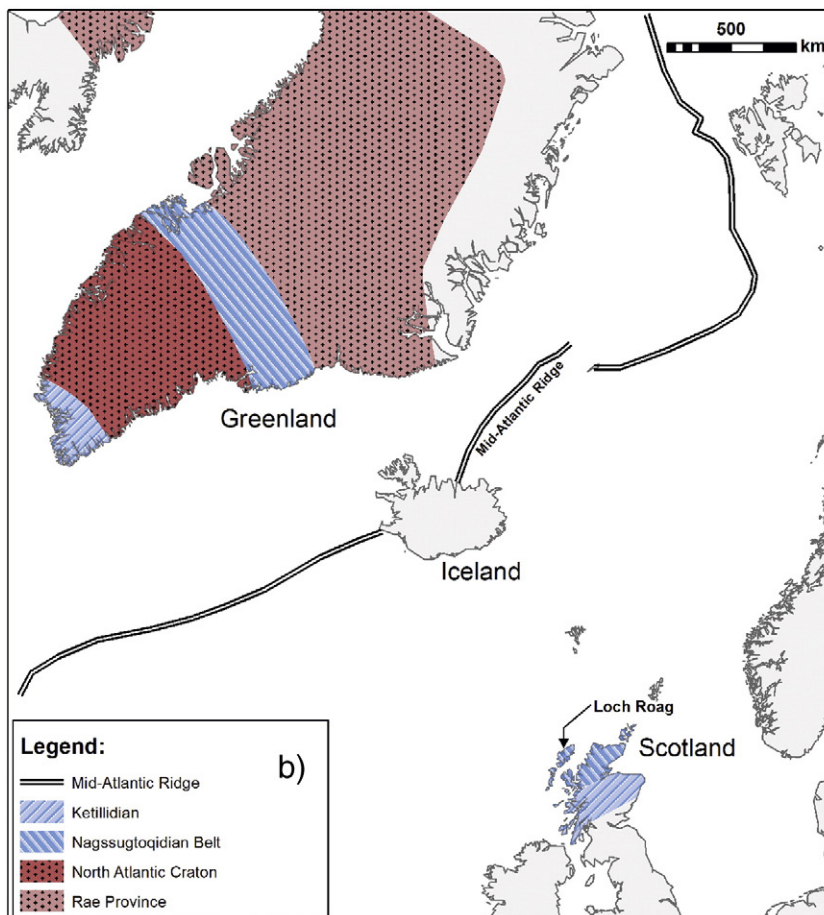 500
km
Greenland
Mid-Atlantic Ridge
Iceland
Loch Roag
Scotland
Legend:
b)
Mid-Atlantic Ridge
Ketillidian
Nagssugtoqidian Belt
North Atlantic Craton
Rae Province